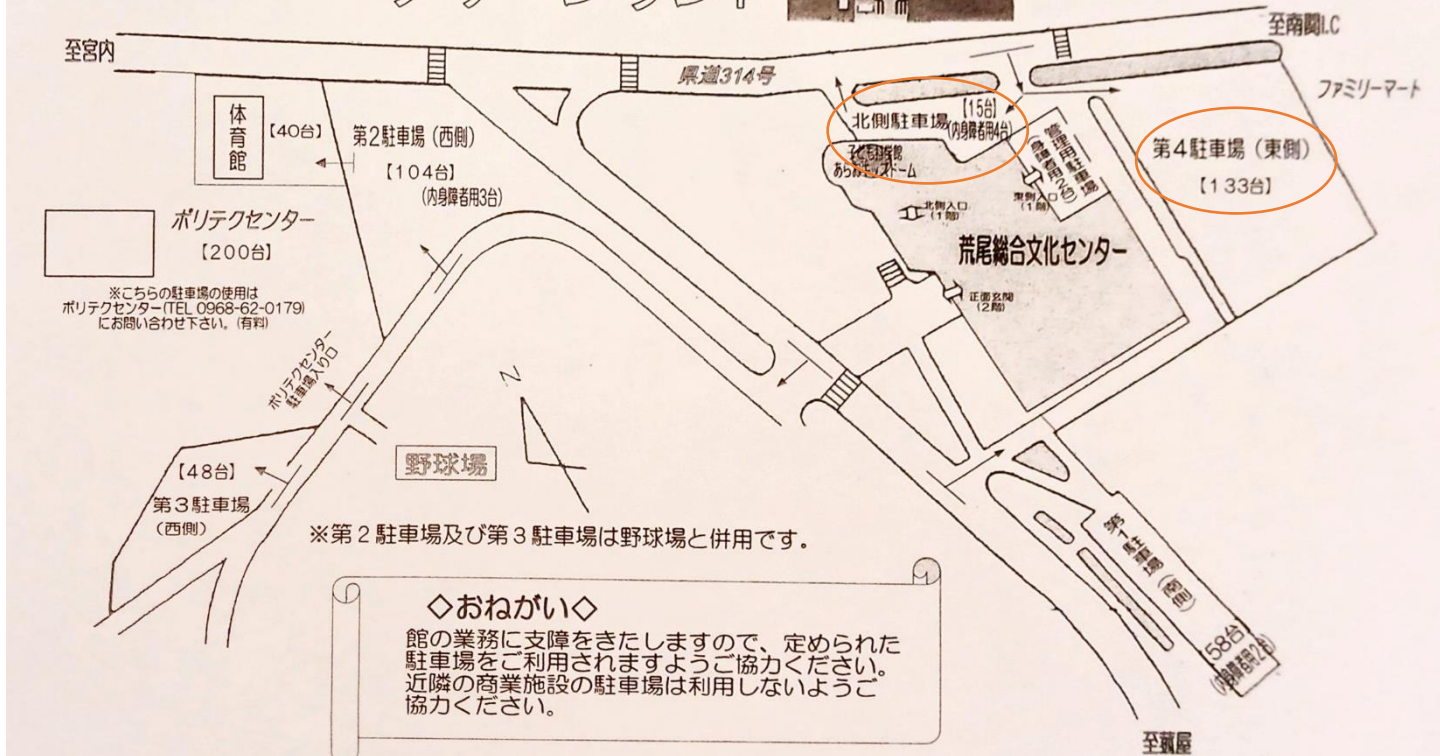 至南関I.C
至宮内
県道314号
ファミリーマート
体育館
【40台】
第2駐車場（西側）
【104台】
（内身障者用3台）
北側駐車場
【15台】
（内身障者用4台）
あらおキッズドーム
管理用駐車場
（身障者用2台）
第4駐車場（東側）
【133台】
北側入口
（1階）
東側入口
（1階）
荒尾総合文化センター
正面玄関
（2階）
ポリテクセンター
【200台】
※こちらの駐車場の使用は
ポリテクセンター(TEL 0968-62-0179)
にお問い合わせ下さい。(有料)
ポリテクセンター
駐車場入り口
N
野球場
【48台】
第3駐車場
（西側）
※第2駐車場及び第3駐車場は野球場と併用です。
第1駐車場（南側）
58台
（内身障者用2台）
◇おねがい◇
館の業務に支障をきたしますので、定められた
駐車場をご利用されますようご協力ください。
近隣の商業施設の駐車場は利用しないようご
協力ください。
至菰屋